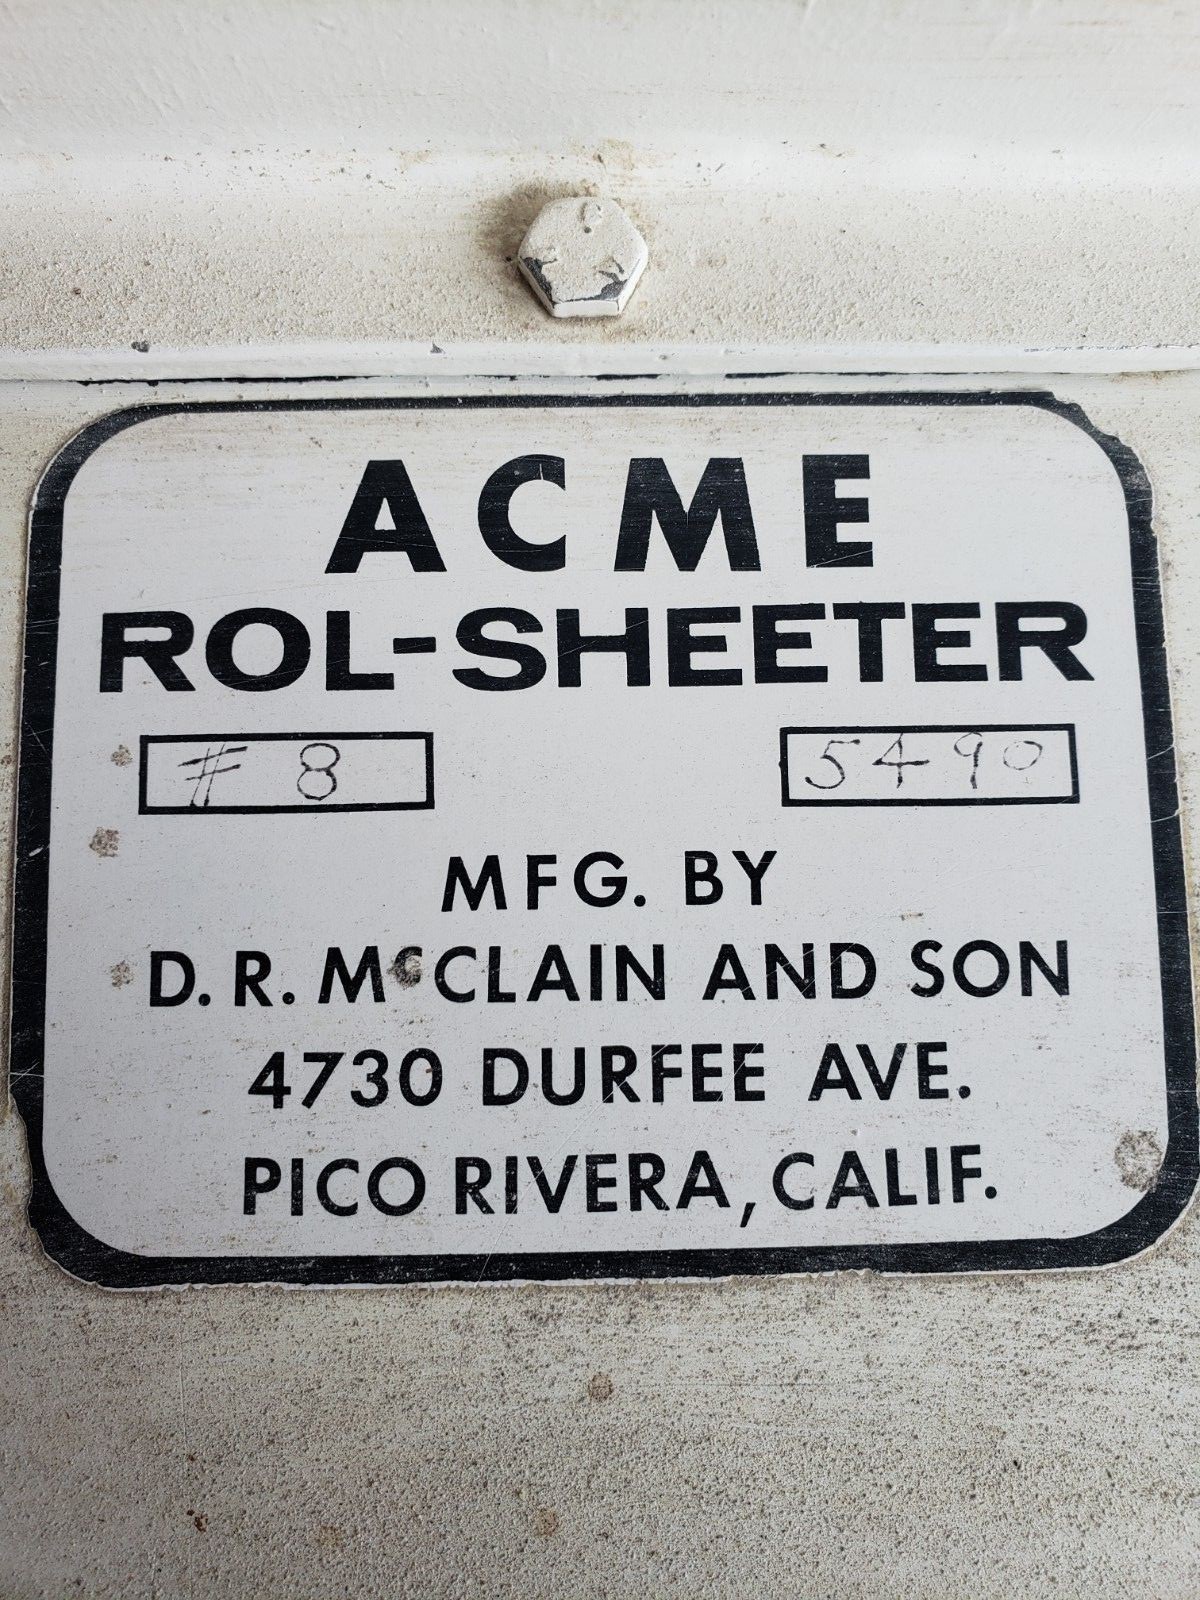 ACME
ROL-SHEETER
# 8 5490
MFG. BY
D. R. McCLAIN AND SON
4730 DURFEE AVE.
PICO RIVERA, CALIF.